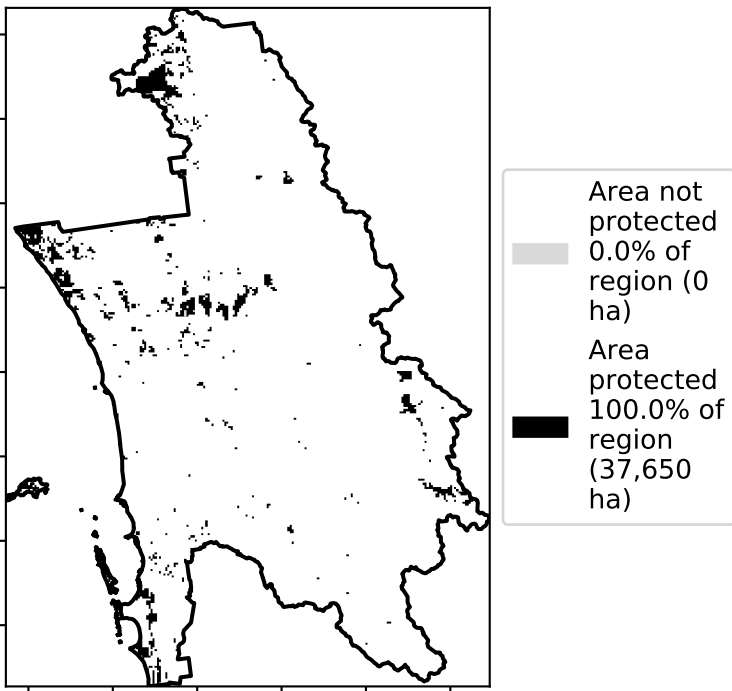 Area not
protected
0.0% of
region (0
ha)
Area
protected
100.0% of
region
(37,650
ha)